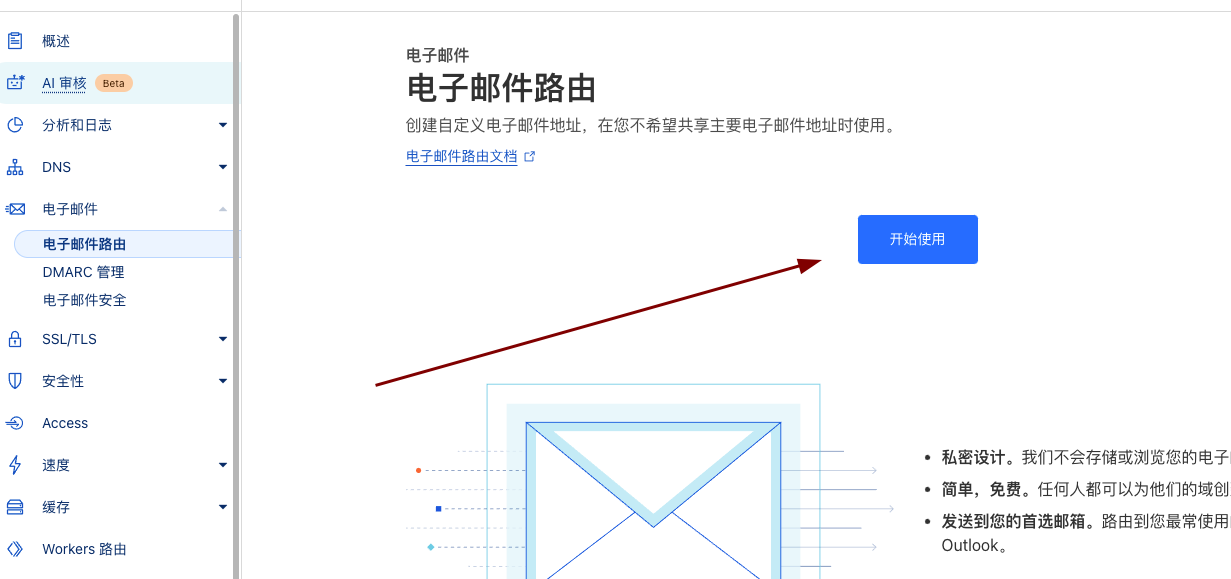 概述
AI 审核 Beta
分析和日志
DNS
电子邮件
电子邮件路由
DMARC 管理
电子邮件安全
SSL/TLS
安全性
Access
速度
缓存
Workers 路由
电子邮件
电子邮件路由
创建自定义电子邮件地址，在您不希望共享主要电子邮件地址时使用。
电子邮件路由文档
开始使用
私密设计。我们不会存储或浏览您的电子
简单，免费。任何人都可以为他们的域创
发送到您的首选邮箱。路由到您最常使用
Outlook。